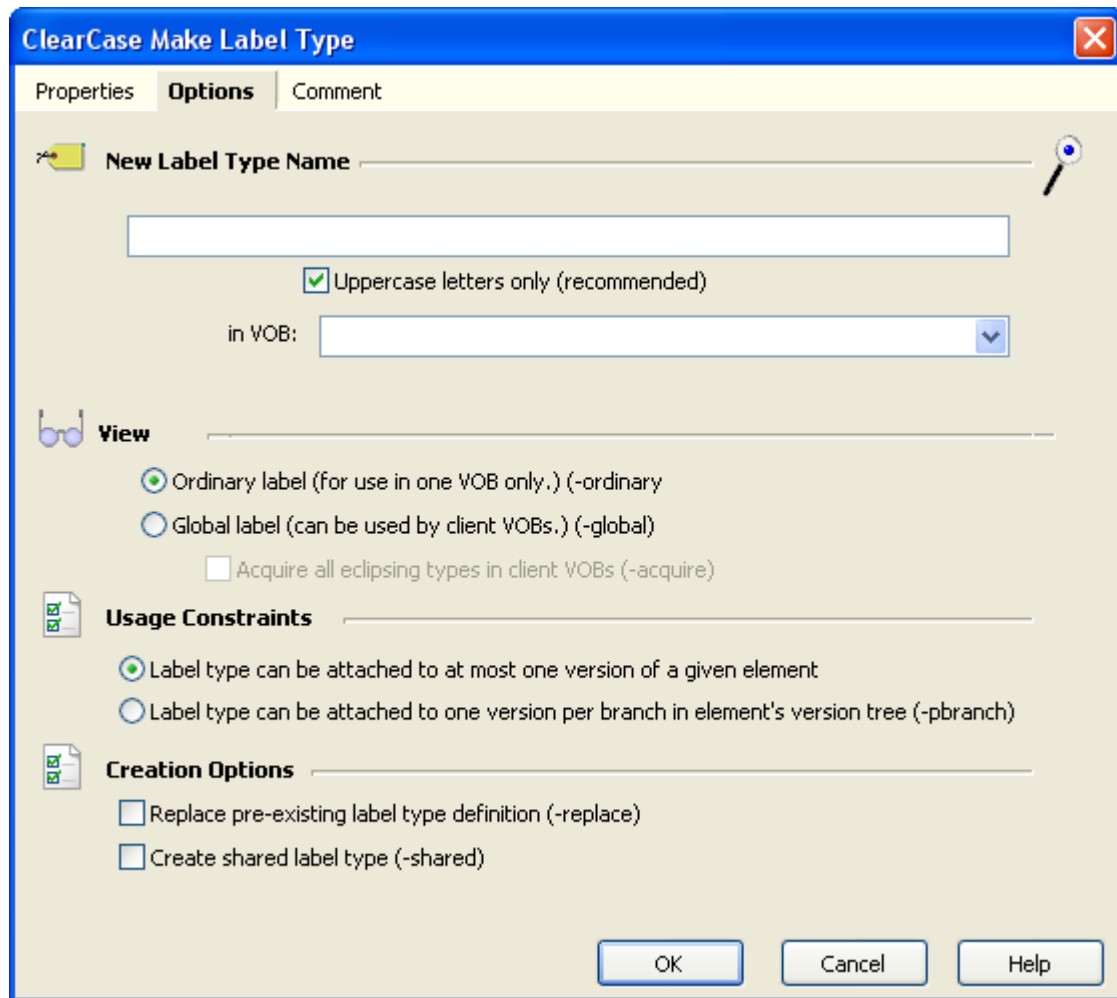 ClearCase Make Label Type
Properties Options Comment
New Label Type Name
Uppercase letters only (recommended)
in VOB:
View
Ordinary label (for use in one VOB only.) (-ordinary
Global label (can be used by client VOBs.) (-global)
Acquire all eclipsing types in client VOBs (-acquire)
Usage Constraints
Label type can be attached to at most one version of a given element
Label type can be attached to one version per branch in element's version tree (-pbranch)
Creation Options
Replace pre-existing label type definition (-replace)
Create shared label type (-shared)
OK Cancel Help